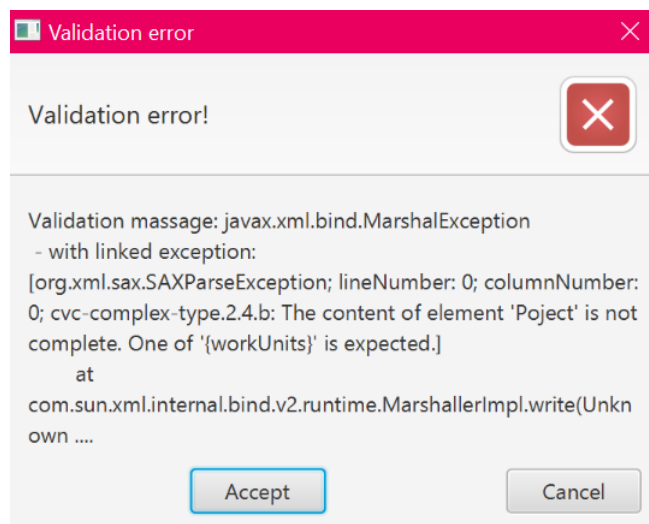 Validation error
Validation error!
Validation massage: javax.xml.bind.MarshalException
- with linked exception:
[org.xml.sax.SAXParseException; lineNumber: 0; columnNumber:
0; cvc-complex-type.2.4.b: The content of element 'Poject' is not
complete. One of '{workUnits}' is expected.]
at
com.sun.xml.internal.bind.v2.runtime.MarshallerImpl.write(Unkn
own ....
Accept Cancel